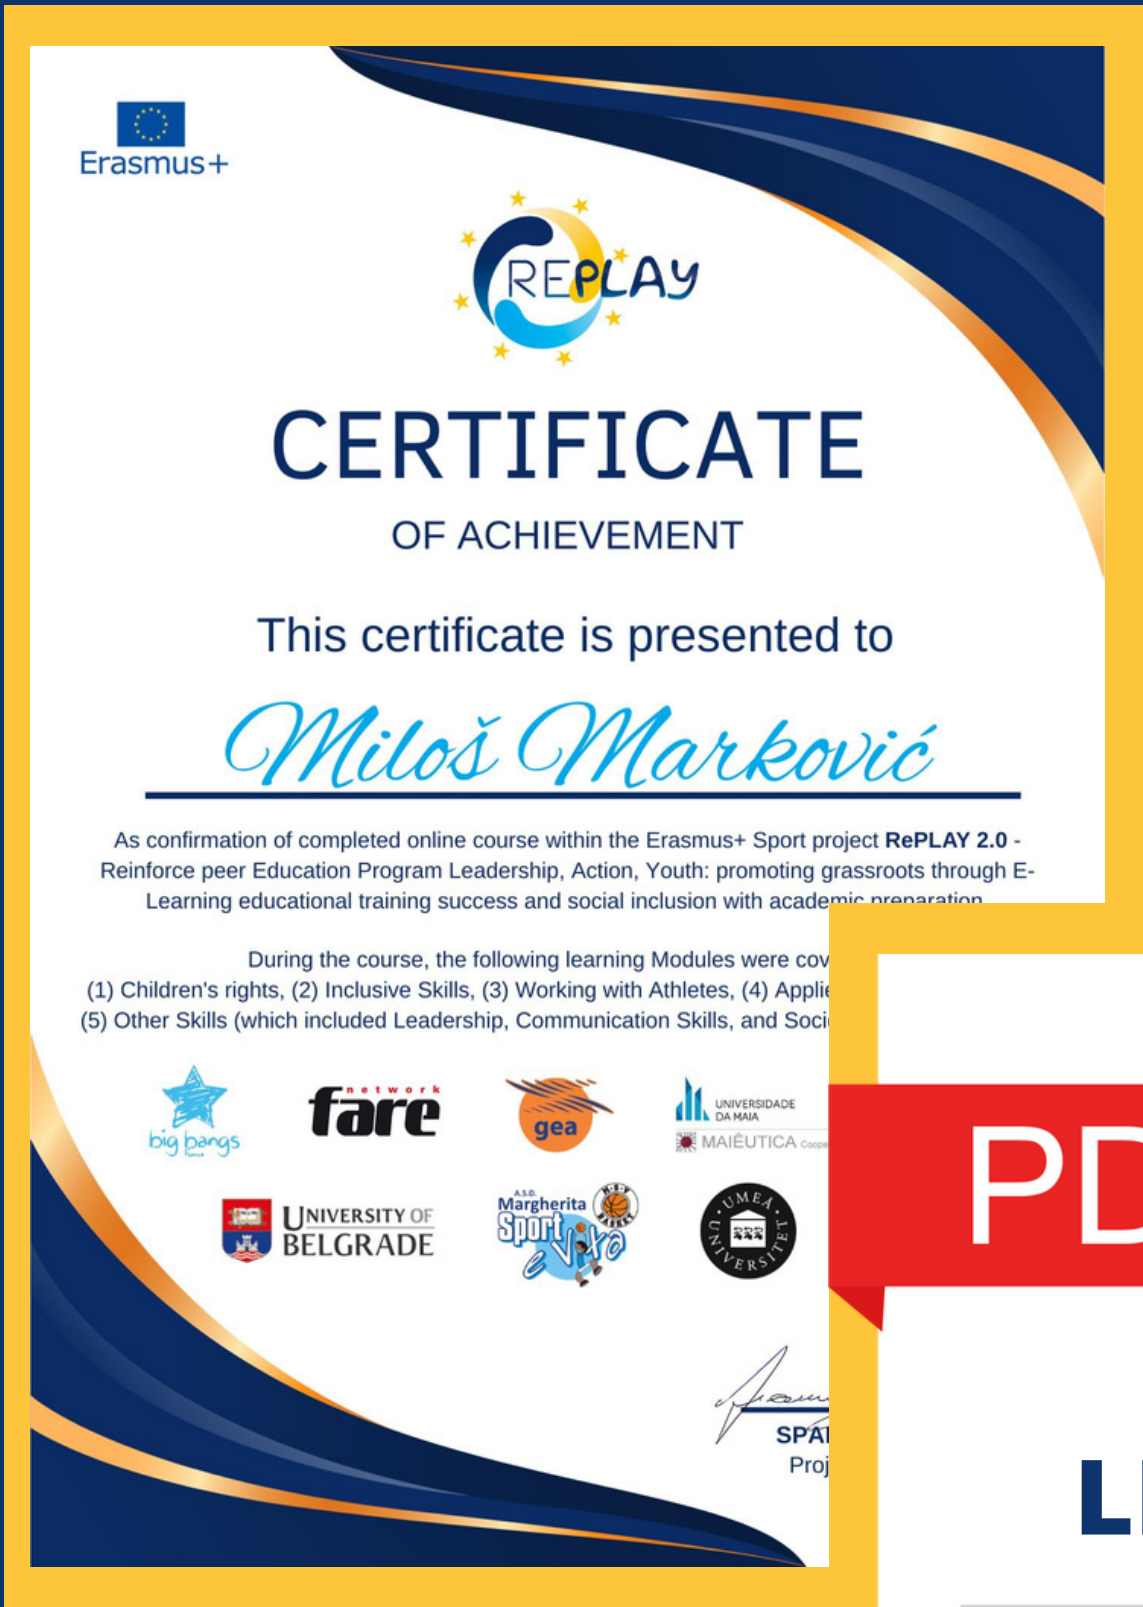 Erasmus+
REPLAY
CERTIFICATE
OF ACHIEVEMENT
This certificate is presented to
Miloš Marković
As confirmation of completed online course within the Erasmus+ Sport project RePLAY 2.0 -
Reinforce peer Education Program Leadership, Action, Youth: promoting grassroots through E-
Learning educational training success and social inclusion with academic preparation
During the course, the following learning Modules were
(1) Children's rights, (2) Inclusive Skills, (3) Working with Athletes, (4)
(5) Other Skills (which included Leadership, Communication Skills, and
big bangs
network
fare
gea
UNIVERSIDADE
DA MAIA
MAIÊUTICA
UNIVERSITY OF
BELGRADE
A.S.D.
Margherita
Sport
e Vita
BASKET
UMEÅ UNIVERSITET